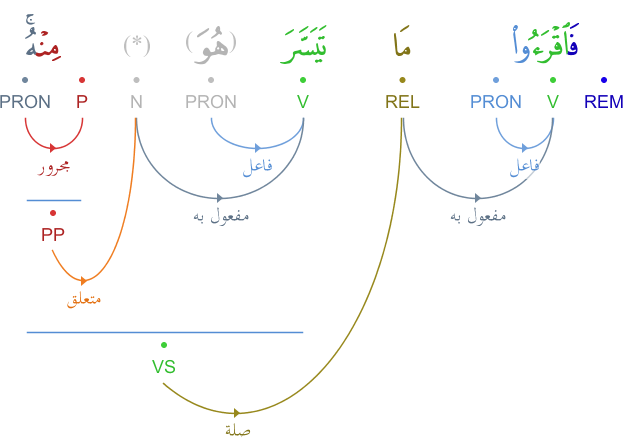 فَٱقْرَءُوا۟ مَا تَيَسَّرَ (هُوَ) (*) مِنْهُ ۚ
REM V PRON REL V PRON N P PRON
فاعل فاعل مجرور
مفعول به مفعول به
PP
متعلق
VS
صلة